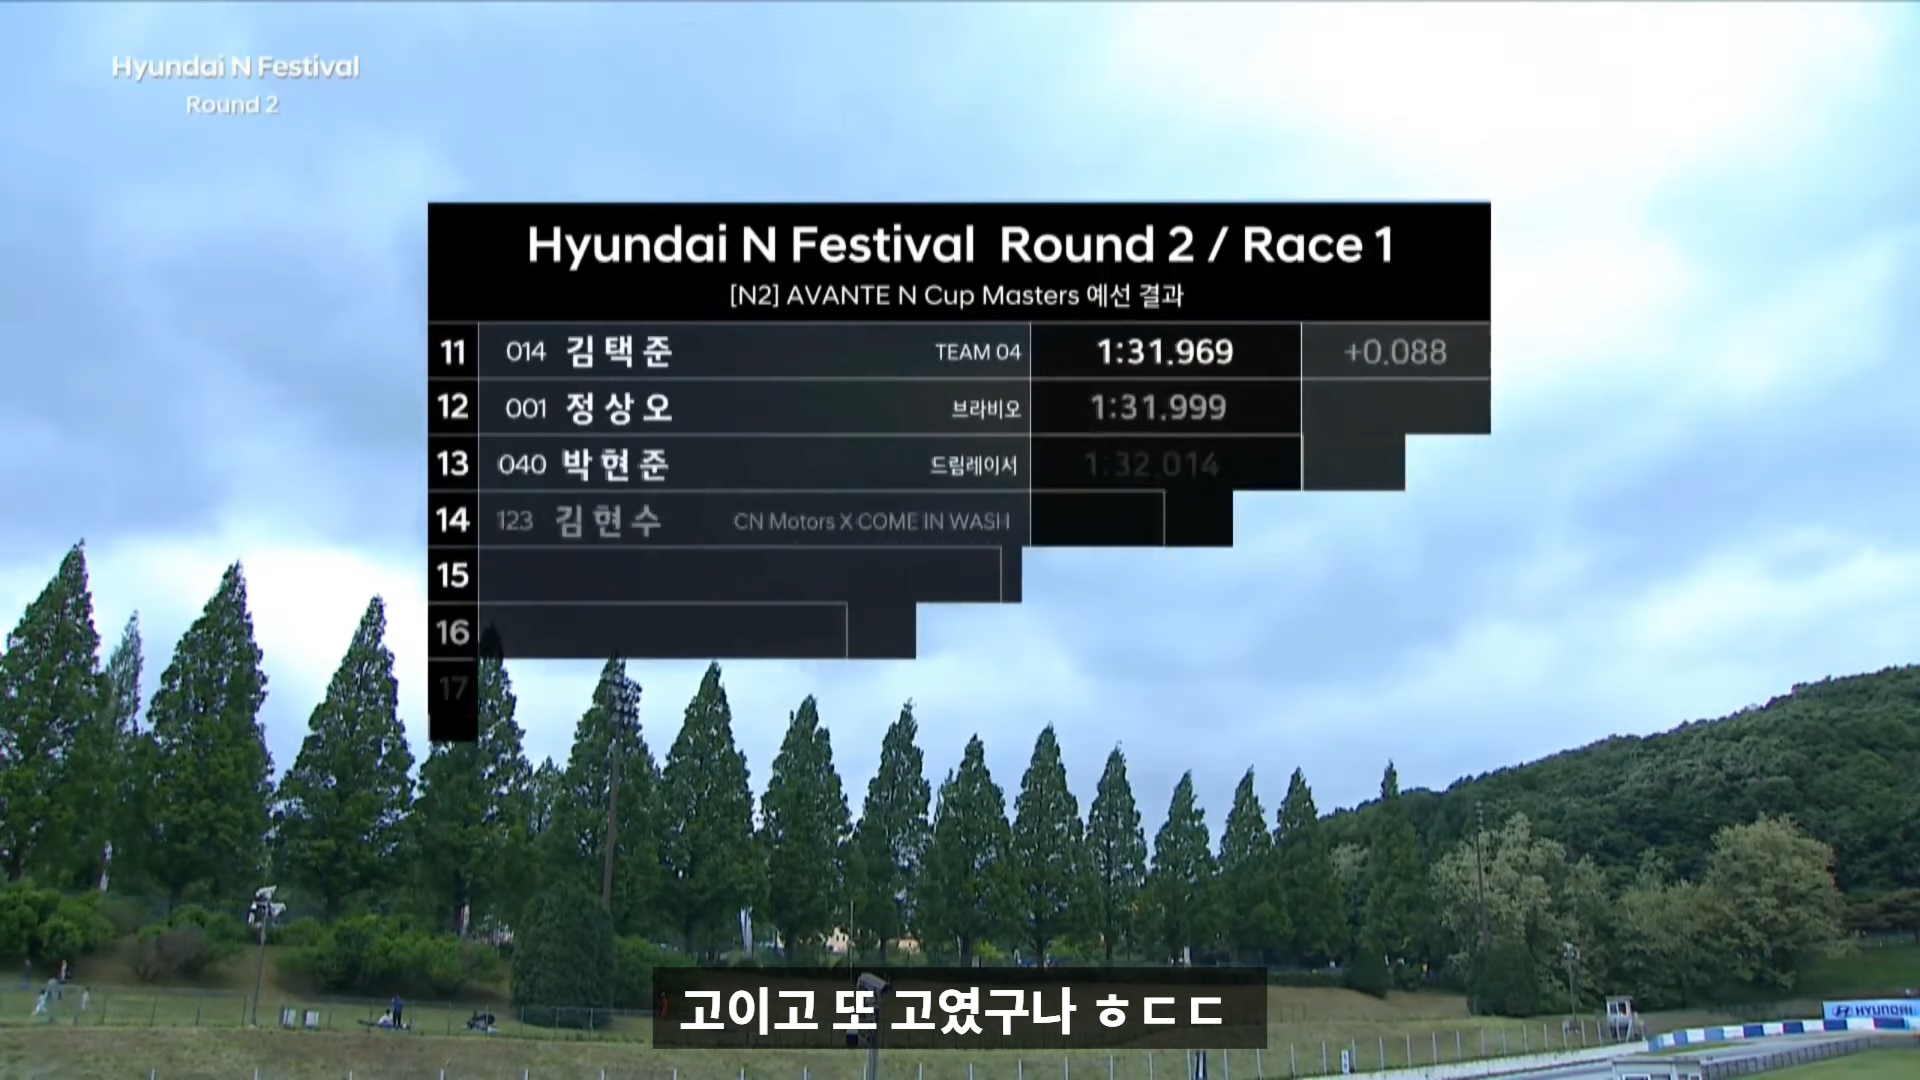 Hyundai N Festival
Round 2
Hyundai N Festival Round 2 / Race 1
[N2] AVANTE N Cup Masters 예선 결과
11 014 김택준 TEAM 04 1:31.969 +0.088
12 001 정상오 브라비오 1:31.999
13 040 박현준 드림레이서 1:32.014
14 123 김현수 CN Motors X COME IN WASH
15
16
17
고이고 또 고였구나 ㅎㄷㄷ
HYUNDAI